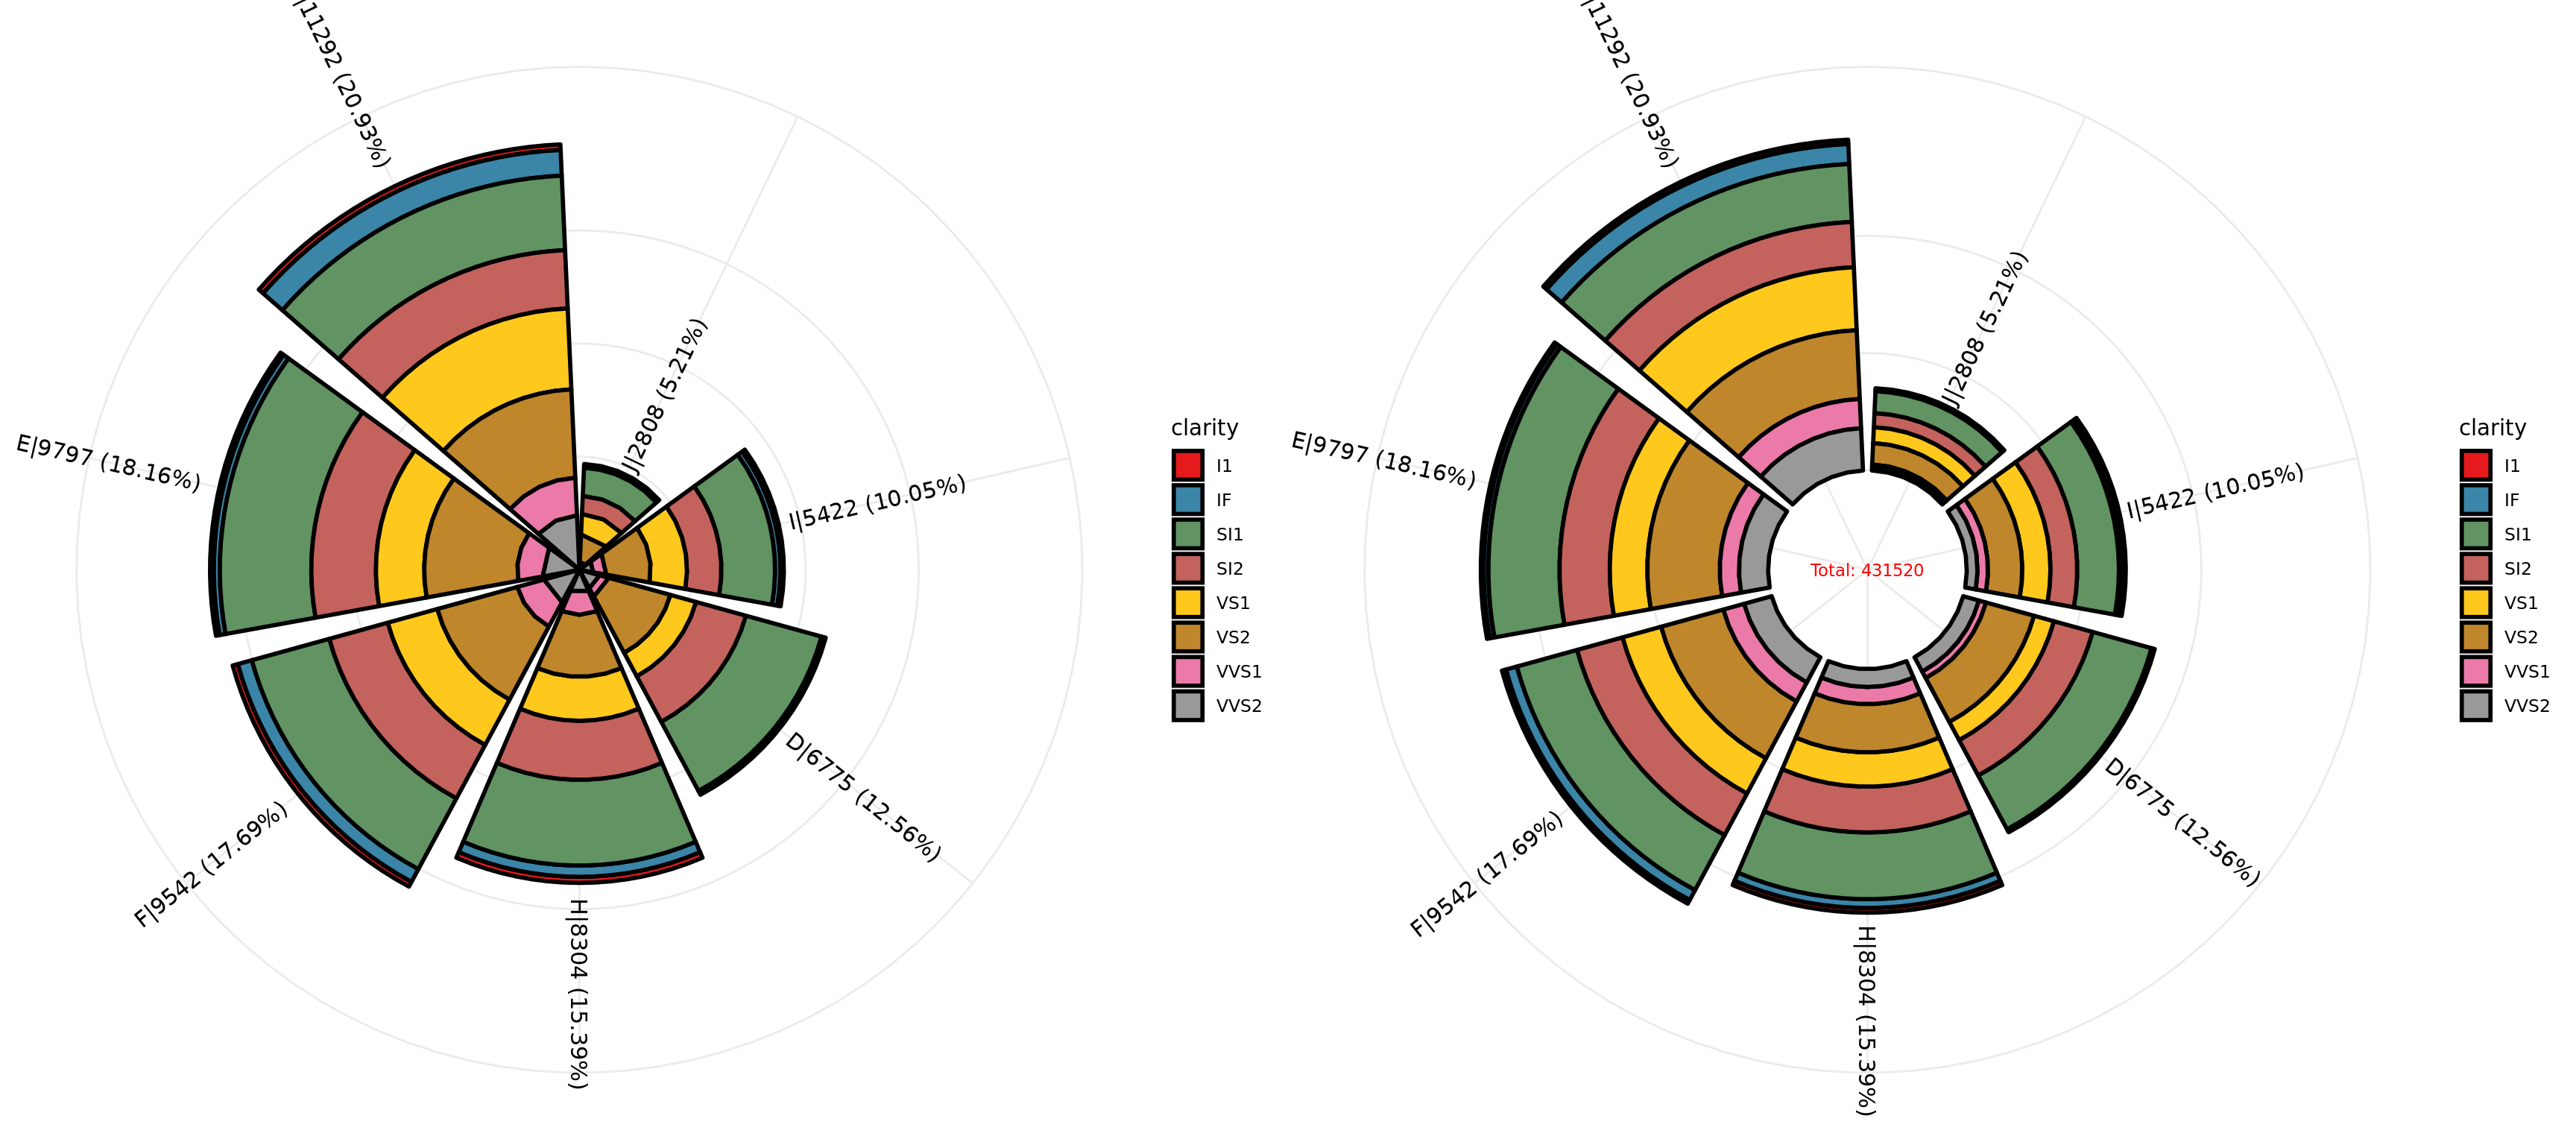 |11292 (20.93%)
J|2808 (5.21%)
I|5422 (10.05%)
E|9797 (18.16%)
D|6775 (12.56%)
F|9542 (17.69%)
H|8304 (15.39%)
clarity
I1
IF
SI1
SI2
VS1
VS2
VVS1
VVS2
|11292 (20.93%)
J|2808 (5.21%)
I|5422 (10.05%)
E|9797 (18.16%)
Total: 431520
D|6775 (12.56%)
F|9542 (17.69%)
H|8304 (15.39%)
clarity
I1
IF
SI1
SI2
VS1
VS2
VVS1
VVS2